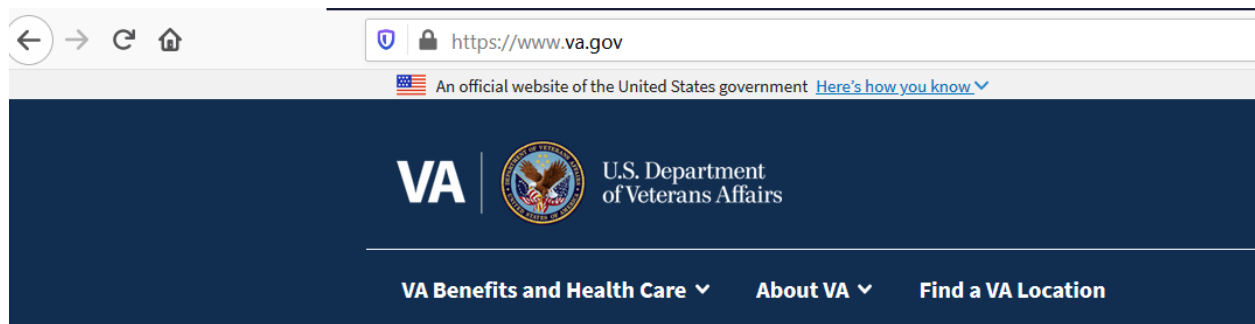 https://www.va.gov
An official website of the United States government Here's how you know
VA
U.S. Department
of Veterans Affairs
VA Benefits and Health Care About VA Find a VA Location